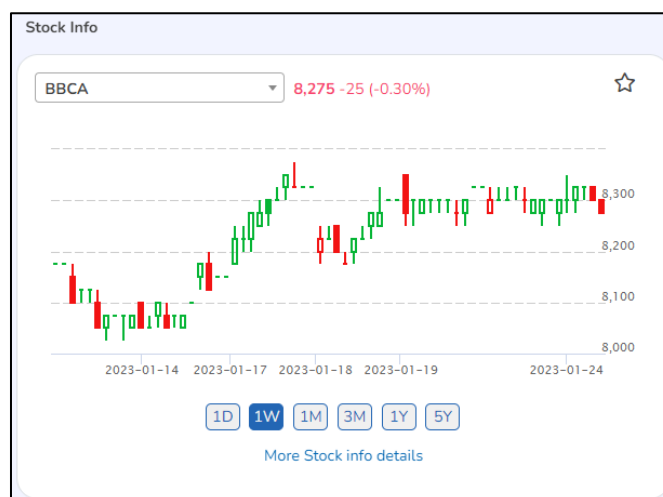 Stock Info
BBCA 8,275 -25 (-0.30%)
8,300
8,200
8,100
8,000
2023-01-14 2023-01-17 2023-01-18 2023-01-19 2023-01-24
1D 1W 1M 3M 1Y 5Y
More Stock info details